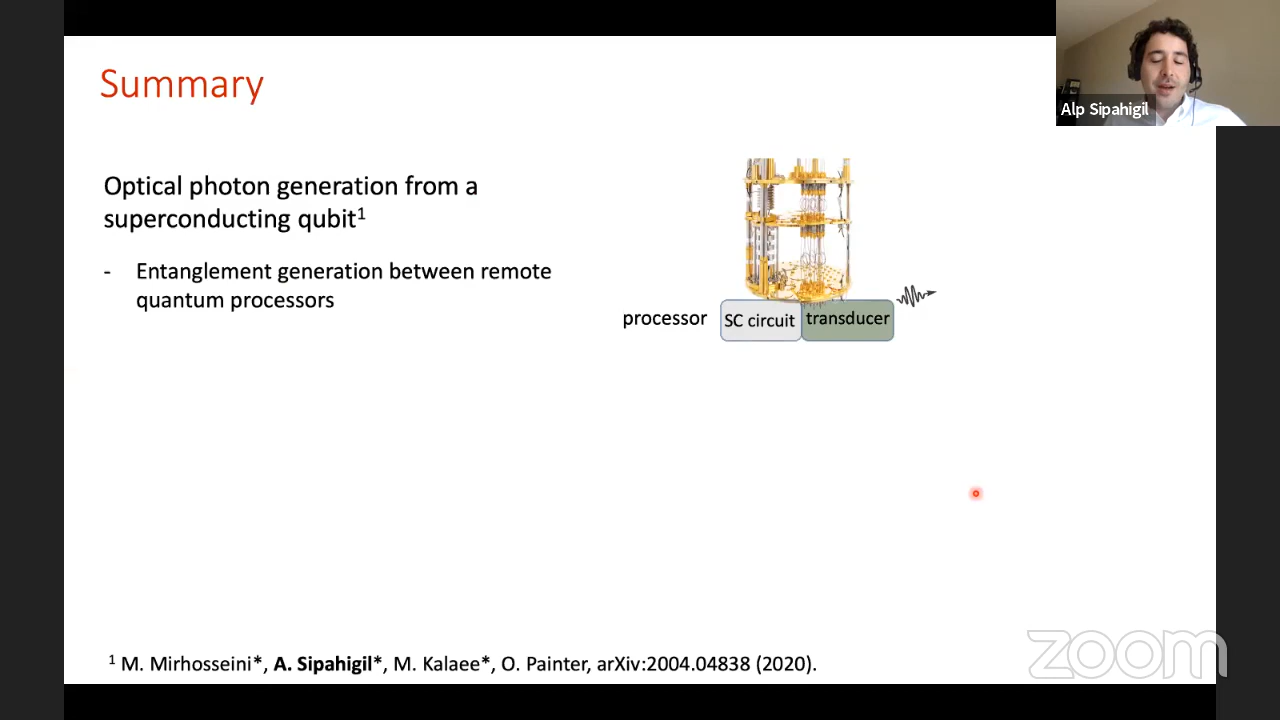 Summary
Alp Sipahigil
Optical photon generation from a
superconducting qubit¹
- Entanglement generation between remote
quantum processors
processor
SC circuit
transducer
¹ M. Mirhosseini*, A. Sipahigil*, M. Kalaee*, O. Painter, arXiv:2004.04838 (2020).
zoom